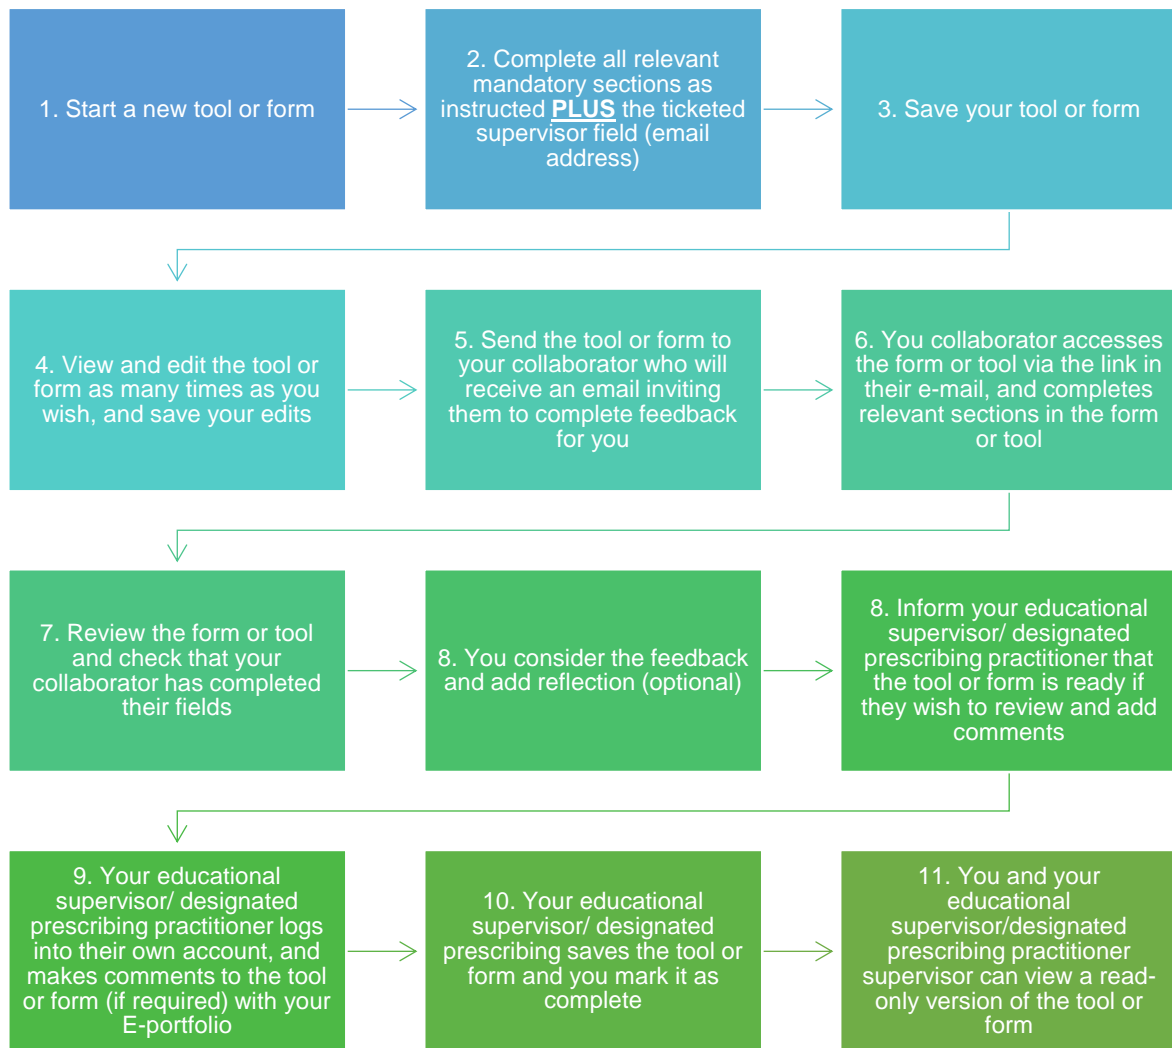 1. Start a new tool or form
2. Complete all relevant
mandatory sections as
instructed PLUS the ticketed
supervisor field (email
address)
3. Save your tool or form
4. View and edit the tool or
form as many times as you
wish, and save your edits
5. Send the tool or form to
your collaborator who will
receive an email inviting
them to complete feedback
for you
6. You collaborator accesses
the form or tool via the link in
their e-mail, and completes
relevant sections in the form
or tool
7. Review the form or tool
and check that your
collaborator has completed
their fields
8. You consider the feedback
and add reflection (optional)
8. Inform your educational
supervisor/ designated
prescribing practitioner that
the tool or form is ready if
they wish to review and add
comments
9. Your educational
supervisor/ designated
prescribing practitioner logs
into their own account, and
makes comments to the tool
or form (if required) with your
E-portfolio
10. Your educational
supervisor/ designated
prescribing saves the tool or
form and you mark it as
complete
11. You and your
educational
supervisor/designated
prescribing practitioner
supervisor can view a read-
only version of the tool or
form